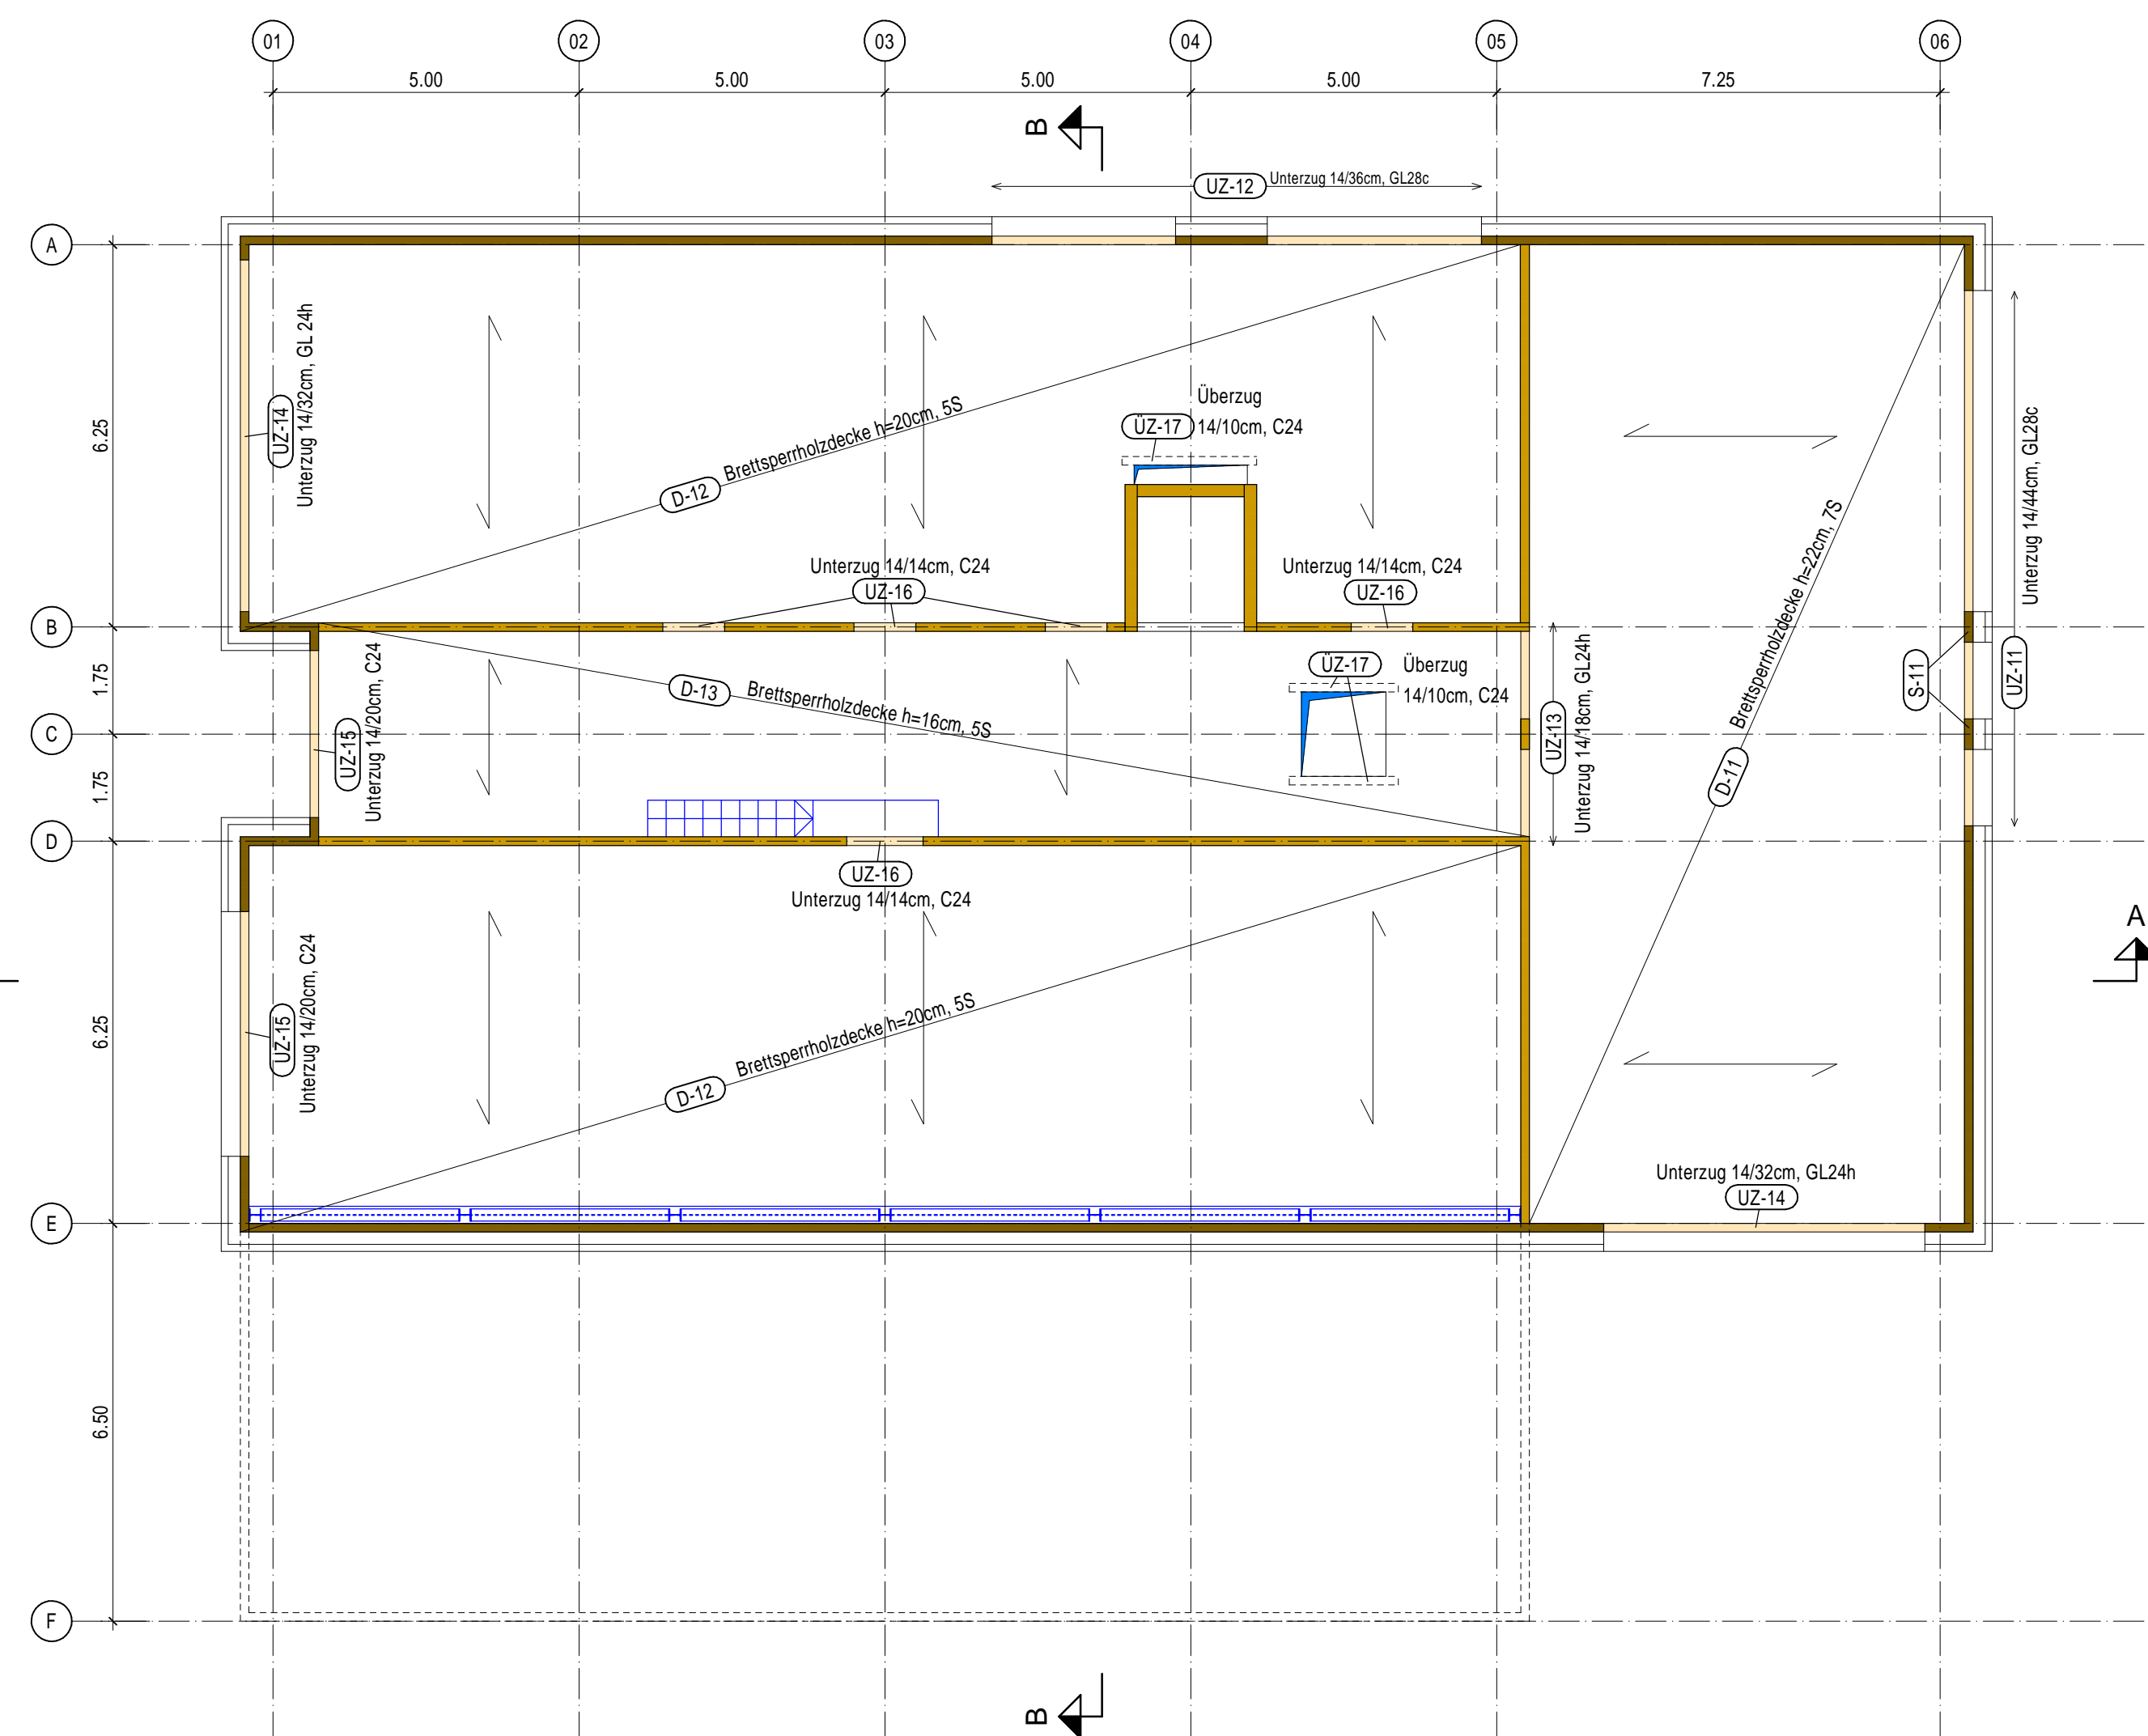 01
02
03
04
05
06
5.00
5.00
5.00
5.00
7.25
B
UZ-12
Unterzug 14/36cm, GL28c
A
UZ-14
Unterzug 14/32cm, GL 24h
6.25
D-12
Brettsperrholzdecke h=20cm, 5S
Überzug
ÜZ-17
14/10cm, C24
Unterzug 14/14cm, C24
UZ-16
Unterzug 14/14cm, C24
UZ-16
D-11
Brettsperrholzdecke h=22cm, 7S
Unterzug 14/44cm, GL28c
UZ-11
S-11
B
1.75
UZ-15
Unterzug 14/20cm, C24
D-13
Brettsperrholzdecke h=16cm, 5S
ÜZ-17
Überzug
14/10cm, C24
UZ-13
Unterzug 14/18cm, GL24h
C
1.75
D
UZ-16
Unterzug 14/14cm, C24
A
6.25
UZ-15
Unterzug 14/20cm, C24
D-12
Brettsperrholzdecke h=20cm, 5S
Unterzug 14/32cm, GL24h
UZ-14
E
6.50
F
B